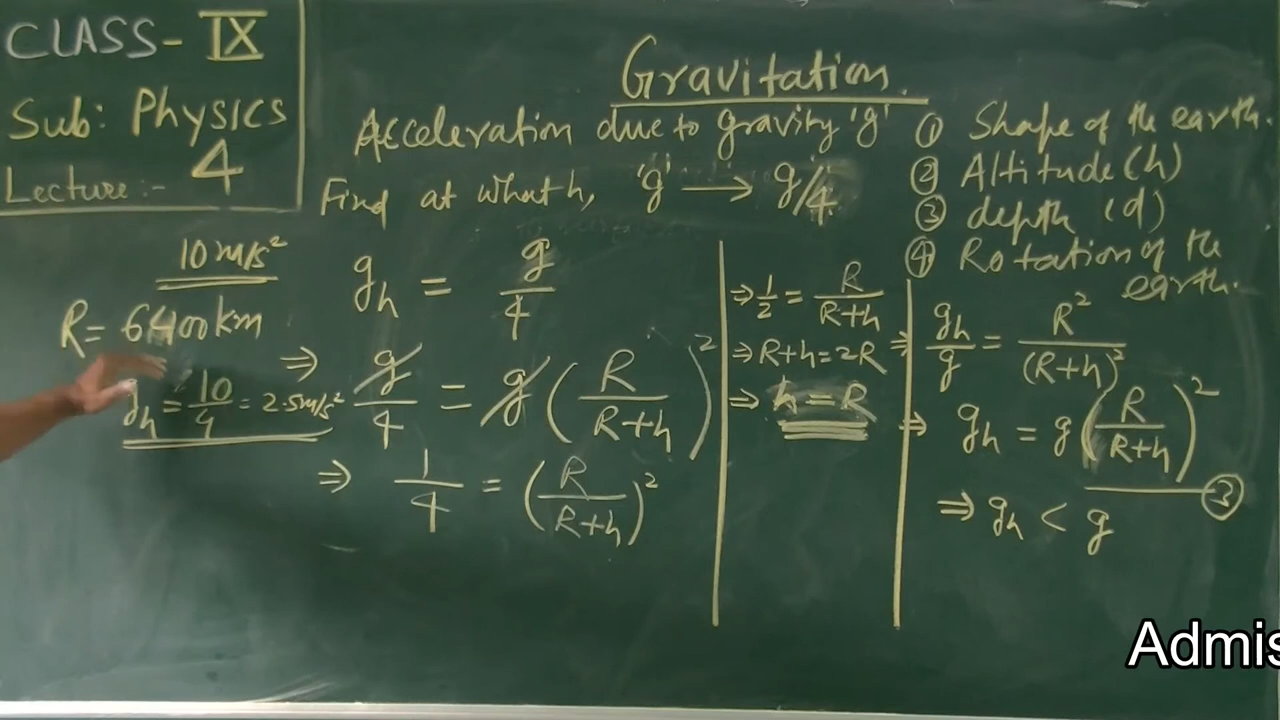 CLASS- IX
Sub: Physics
Lecture:- 4
Gravitation.
Acceleration due to gravity 'g'
Find at what h, 'g' → g/4
① Shape of the earth.
② Altitude (h)
③ depth (d)
④ Rotation of the earth.
10 m/s²
R = 6400 km
gₕ = 10/4 = 2.5 m/s²
gₕ = g/4
⇒ g/4 = g (R/(R+h))²
⇒ 1/4 = (R/(R+h))²
⇒ 1/2 = R/(R+h)
⇒ R+h = 2R
⇒ h = R
⇒ gₕ/g = R²/(R+h)²
⇒ gₕ = g (R/(R+h))² ③
⇒ gₕ < g
Admis